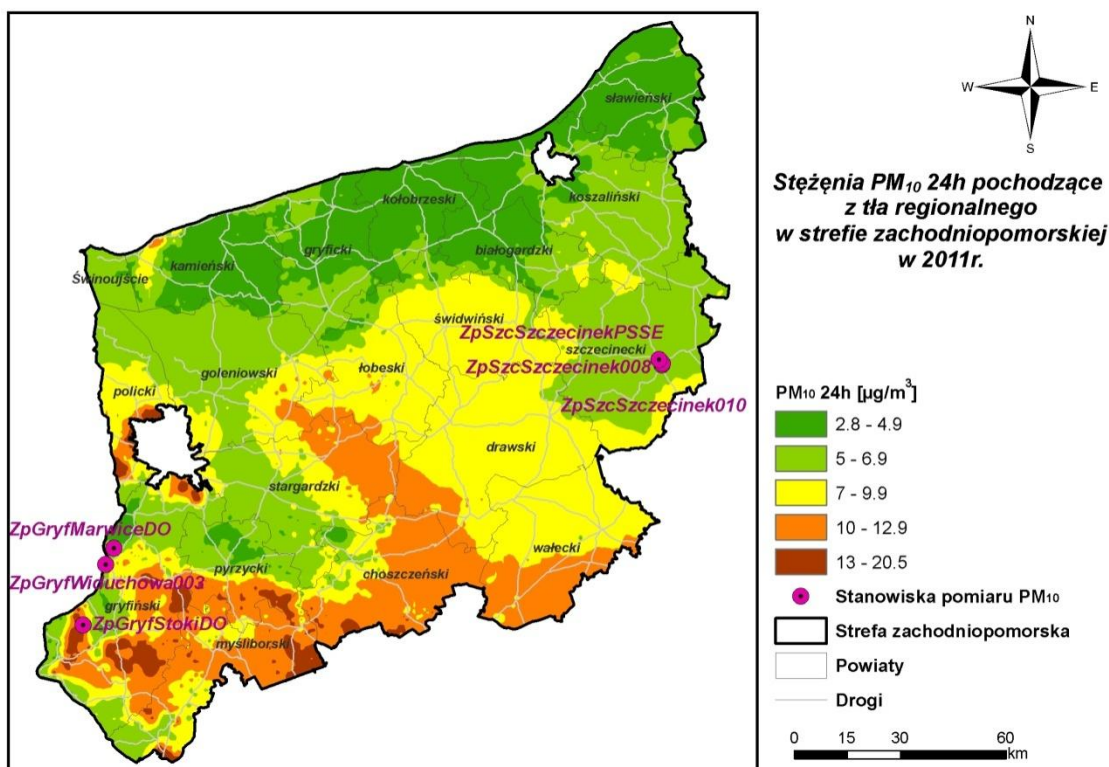 N
W
E
S
Stężenia PM₁₀ 24h pochodzące
z tła regionalnego
w strefie zachodniopomorskiej
w 2011r.
sławieński
koszaliński
kołobrzeski
gryficki
białogardzki
kamieński
Świnoujście
świdwiński
ZpSzcSzczecinekPSSE
szczecinecki
ZpSzcSzczecinek008
ZpSzcSzczecinek010
łobeski
goleniowski
policki
drawski
stargardzki
wałecki
choszczeński
ZpGryfMarwiceDO
pyrzycki
ZpGryfWiduchowa003
gryfiński
ZpGryfStokiDO
myśliborski
PM₁₀ 24h [µg/m³]
2.8 - 4.9
5 - 6.9
7 - 9.9
10 - 12.9
13 - 20.5
Stanowiska pomiaru PM₁₀
Strefa zachodniopomorska
Powiaty
Drogi
0 15 30 60
km